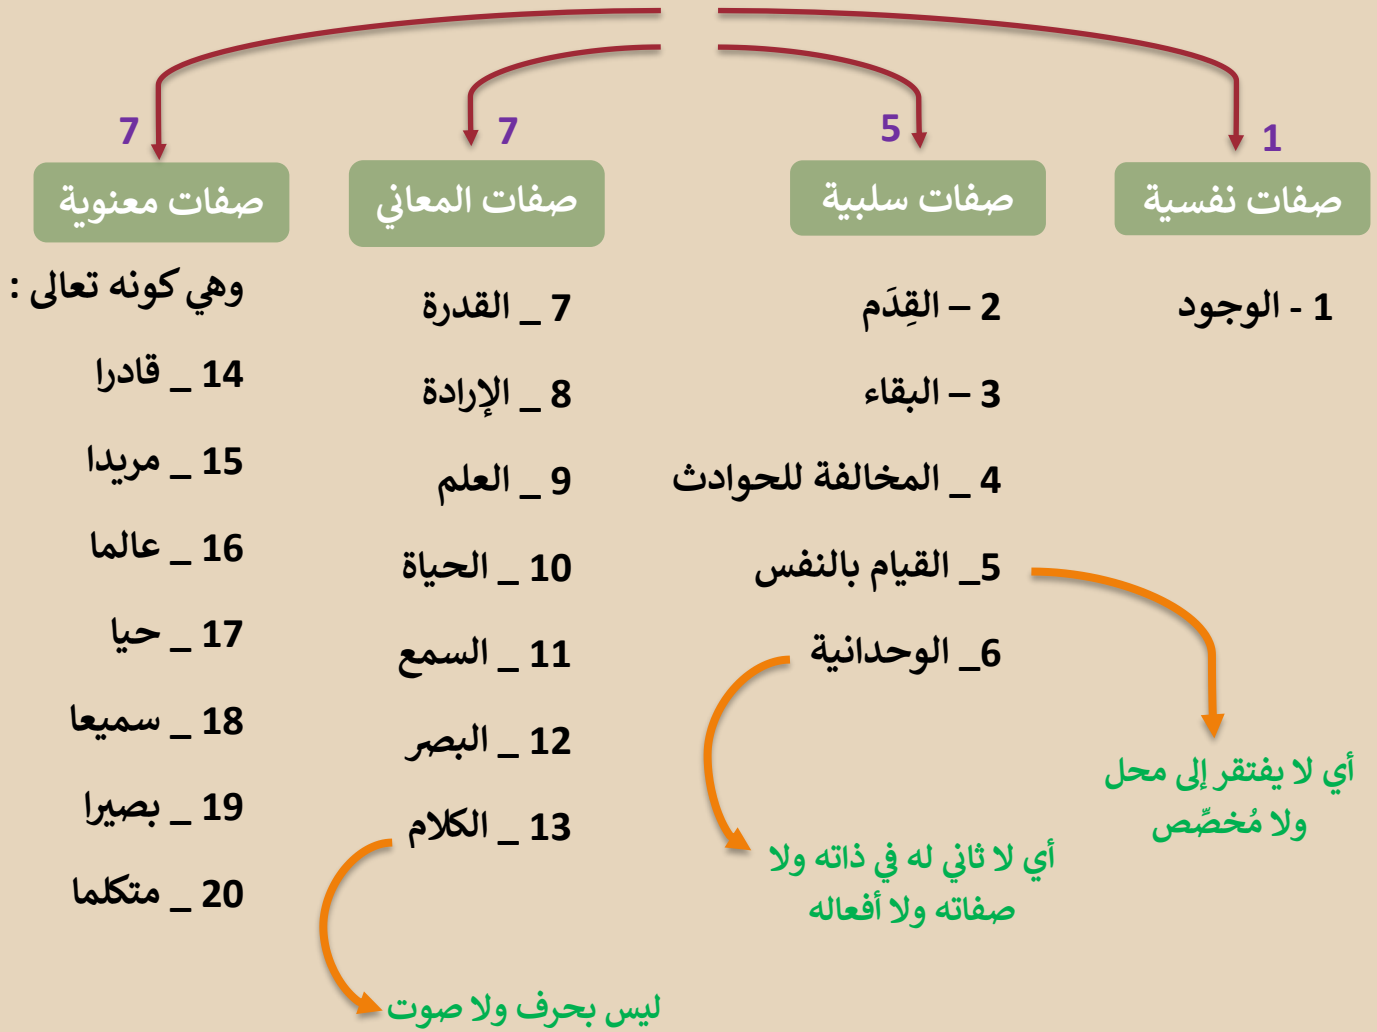 1
5
7
7
صفات نفسية
صفات سلبية
صفات المعاني
صفات معنوية
1 - الوجود
2 – القِدَم
3 – البقاء
4 _ المخالفة للحوادث
5_ القيام بالنفس
6_ الوحدانية
أي لا يفتقر إلى محل
ولا مُخصِّص
أي لا ثاني له في ذاته ولا
صفاته ولا أفعاله
7 _ القدرة
8 _ الإرادة
9 _ العلم
10 _ الحياة
11 _ السمع
12 _ البصر
13 _ الكلام
ليس بحرف ولا صوت
وهي كونه تعالى :
14 _ قادرا
15 _ مريدا
16 _ عالما
17 _ حيا
18 _ سميعا
19 _ بصيرا
20 _ متكلما